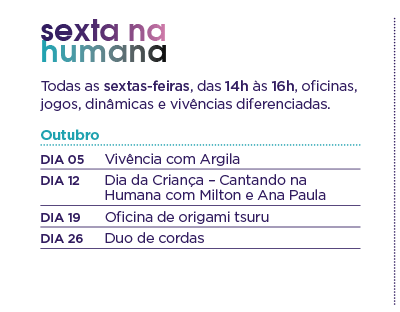 sexta na
humana
Todas as sextas-feiras, das 14h às 16h, oficinas,
jogos, dinâmicas e vivências diferenciadas.
Outubro
DIA 05 Vivência com Argila
DIA 12 Dia da Criança – Cantando na
Humana com Milton e Ana Paula
DIA 19 Oficina de origami tsuru
DIA 26 Duo de cordas